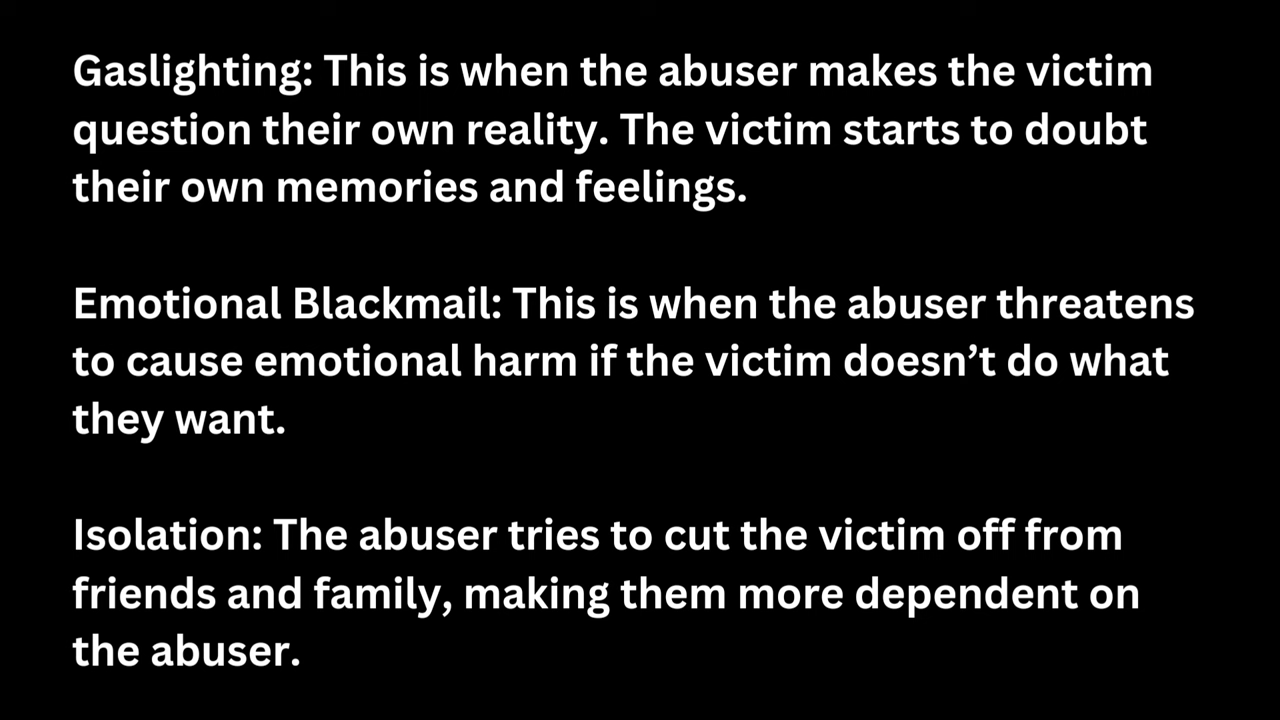 Gaslighting: This is when the abuser makes the victim
question their own reality. The victim starts to doubt
their own memories and feelings.
Emotional Blackmail: This is when the abuser threatens
to cause emotional harm if the victim doesn’t do what
they want.
Isolation: The abuser tries to cut the victim off from
friends and family, making them more dependent on
the abuser.